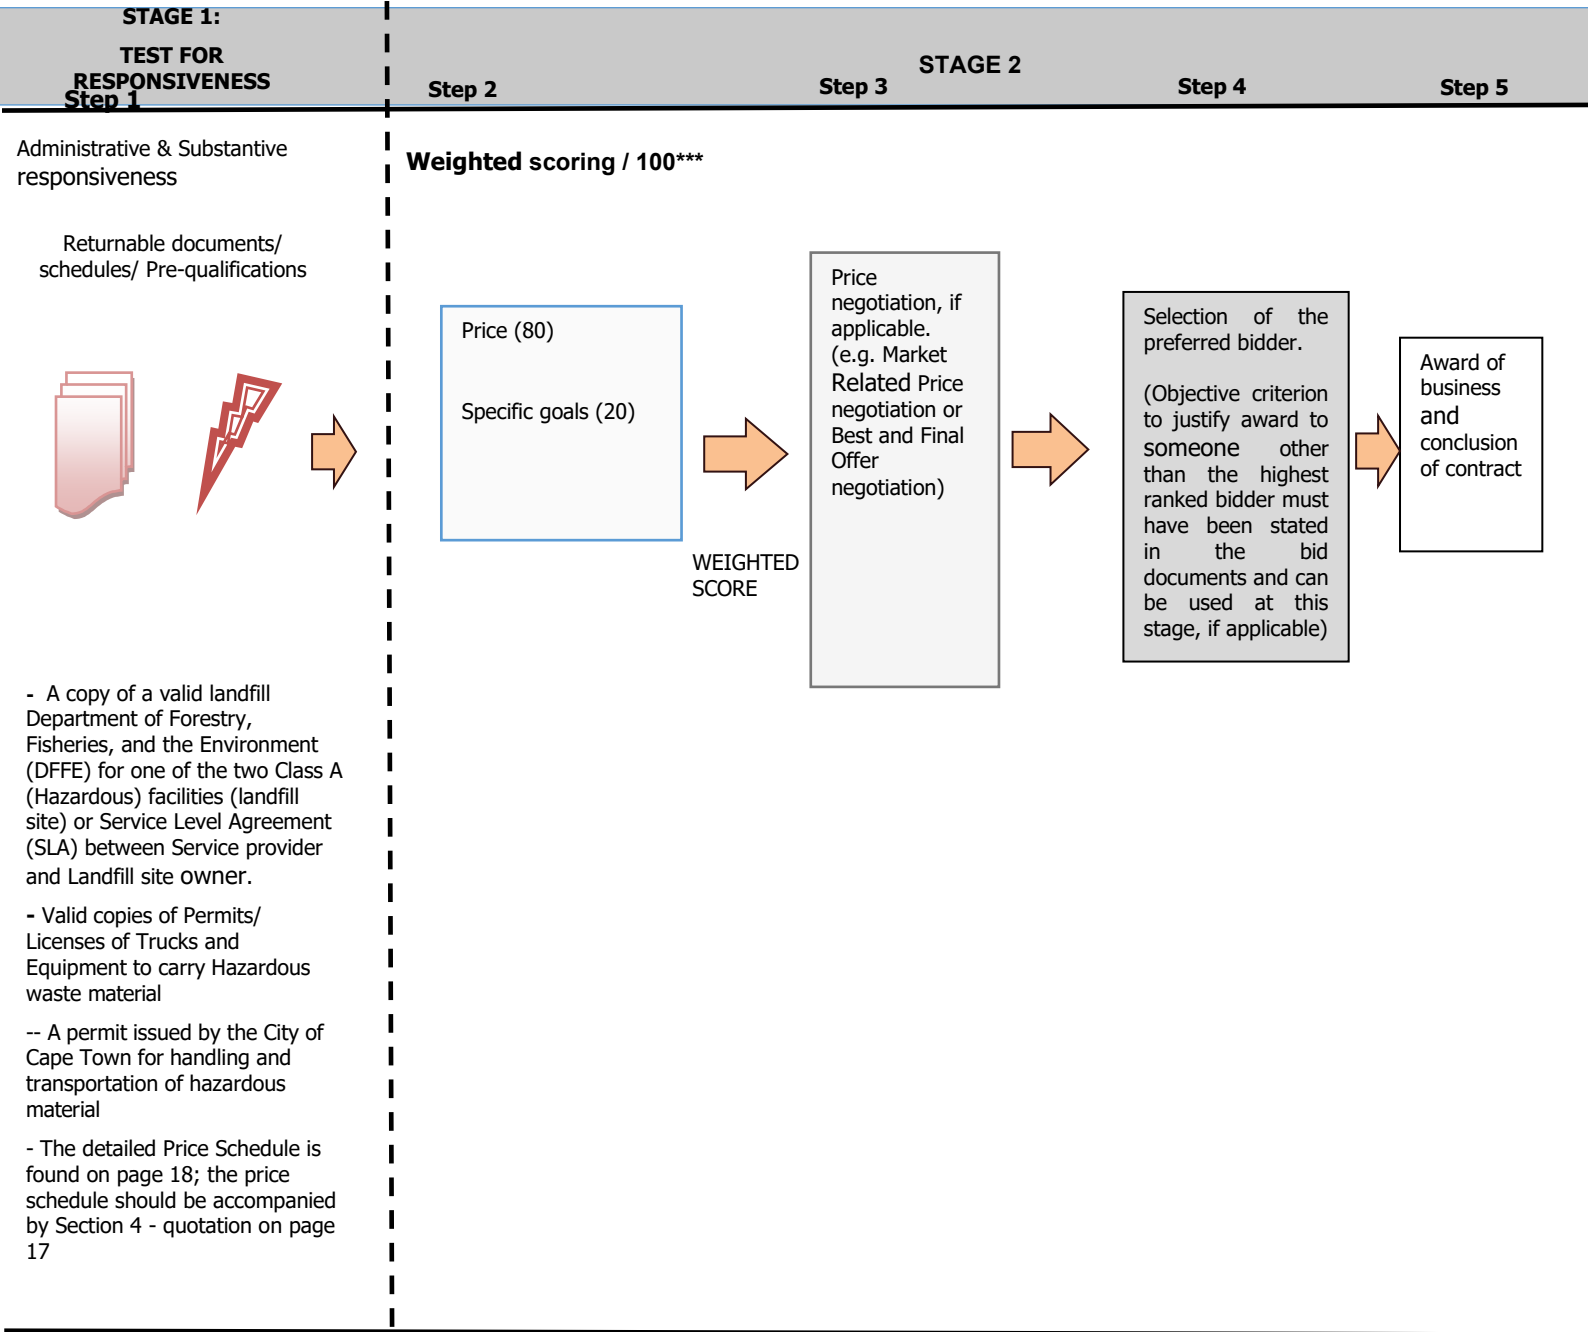 STAGE 1:
TEST FOR
RESPONSIVENESS
Step 1
STAGE 2
Step 2
Step 3
Step 4
Step 5
Administrative & Substantive
responsiveness
Returnable documents/
schedules/ Pre-qualifications
- A copy of a valid landfill
Department of Forestry,
Fisheries, and the Environment
(DFFE) for one of the two Class A
(Hazardous) facilities (landfill
site) or Service Level Agreement
(SLA) between Service provider
and Landfill site owner.
- Valid copies of Permits/
Licenses of Trucks and
Equipment to carry Hazardous
waste material
-- A permit issued by the City of
Cape Town for handling and
transportation of hazardous
material
- The detailed Price Schedule is
found on page 18; the price
schedule should be accompanied
by Section 4 - quotation on page
17
Weighted scoring / 100***
Price (80)
Specific goals (20)
WEIGHTED
SCORE
Price
negotiation, if
applicable.
(e.g. Market
Related Price
negotiation or
Best and Final
Offer
negotiation)
Selection of the
preferred bidder.
(Objective criterion
to justify award to
someone other
than the highest
ranked bidder must
have been stated
in the bid
documents and can
be used at this
stage, if applicable)
Award of
business
and
conclusion
of contract